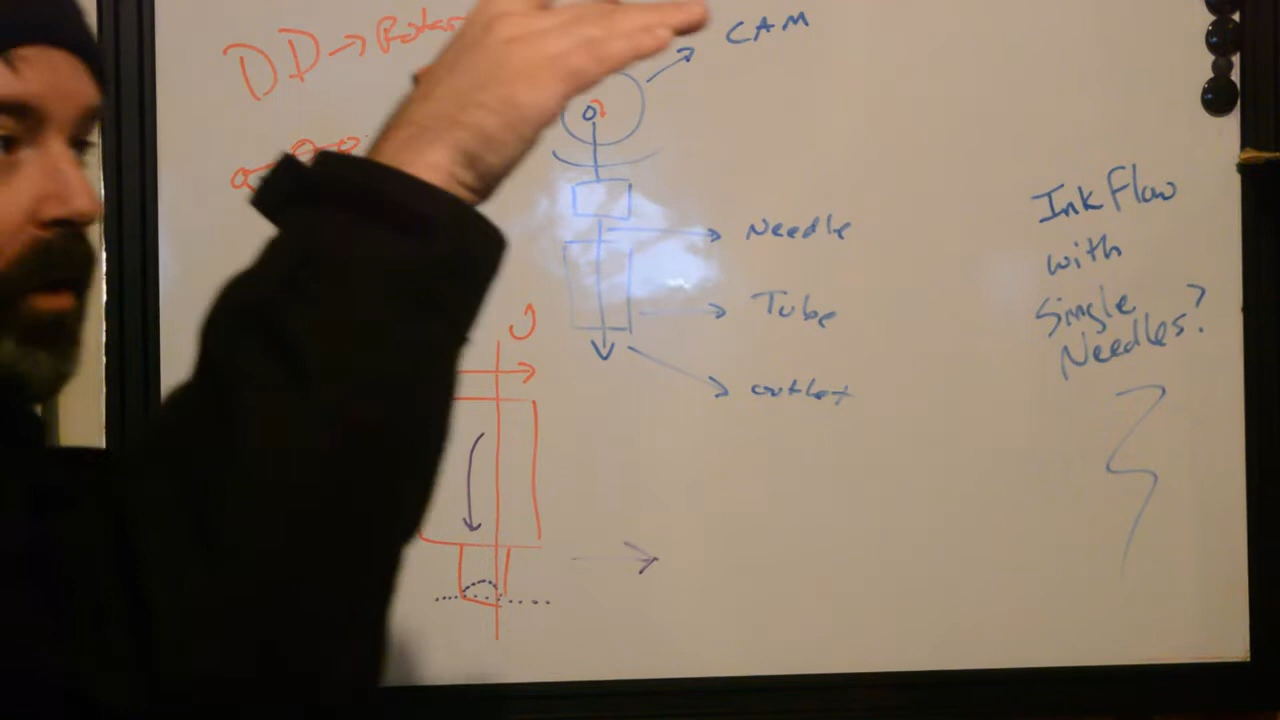 DD →
CAM
Needle
Tube
outlet
Ink Flow
with
Single
Needles?